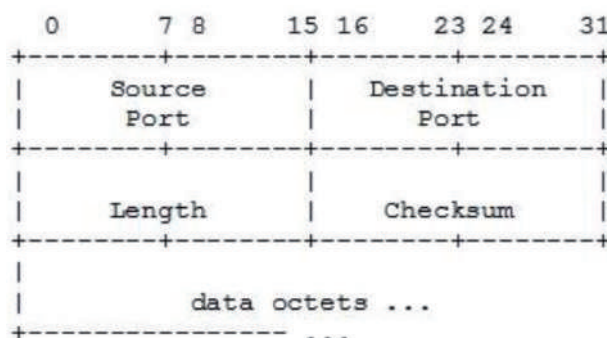 0 7 8 15 16 23 24 31
+--------+--------+--------+--------+
| Source | Destination |
| Port | Port |
+--------+--------+--------+--------+
| | |
| Length | Checksum |
+--------+--------+--------+--------+
|
| data octets ...
+----------------- ...